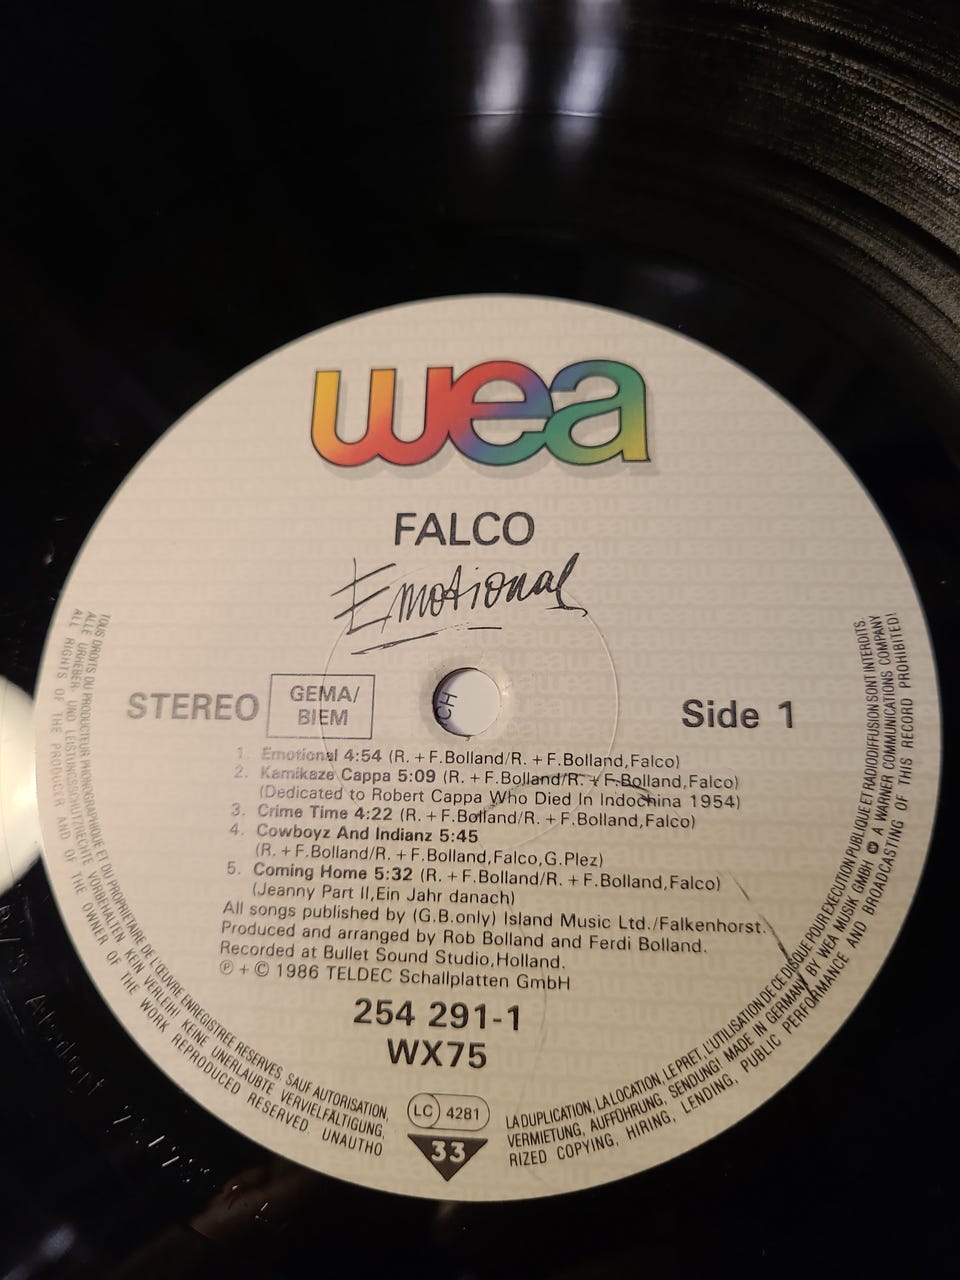 wea
FALCO
Emotional
STEREO
GEMA/
BIEM
Side 1
1. Emotional 4:54 (R. + F.Bolland/R. + F.Bolland,Falco)
2. Kamikaze Cappa 5:09 (R. + F.Bolland/R. + F.Bolland,Falco)
(Dedicated to Robert Cappa Who Died In Indochina 1954)
3. Crime Time 4:22 (R. + F.Bolland/R. + F.Bolland,Falco)
4. Cowboyz And Indianz 5:45
(R. + F.Bolland/R. + F.Bolland,Falco,G.Plez)
5. Coming Home 5:32 (R. + F.Bolland/R. + F.Bolland,Falco)
(Jeanny Part II,Ein Jahr danach)
All songs published by (G.B.only) Island Music Ltd./Falkenhorst.
Produced and arranged by Rob Bolland and Ferdi Bolland.
Recorded at Bullet Sound Studio,Holland.
℗ + © 1986 TELDEC Schallplatten GmbH
254 291-1
WX75
LC 4281
33
TOUS DROITS DU PRODUCTEUR PHONOGRAPHIQUE ET DU PROPRIETAIRE DE L'ŒUVRE ENREGISTREE RESERVES. SAUF AUTORISATION, LA DUPLICATION, LA LOCATION, LE PRET, L'UTILISATION DE CE DISQUE POUR EXECUTION PUBLIQUE ET RADIODIFFUSION SONT INTERDITS.
ALLE URHEBER- UND LEISTUNGSSCHUTZRECHTE VORBEHALTEN. KEIN VERLEIH! KEINE UNERLAUBTE VERVIELFÄLTIGUNG, VERMIETUNG, AUFFÜHRUNG, SENDUNG! MADE IN GERMANY BY WEA MUSIK GMBH A WARNER COMMUNICATIONS COMPANY
ALL RIGHTS OF THE PRODUCER AND OF THE OWNER OF THE WORK REPRODUCED RESERVED. UNAUTHORIZED COPYING, HIRING, LENDING, PUBLIC PERFORMANCE AND BROADCASTING OF THIS RECORD PROHIBITED!